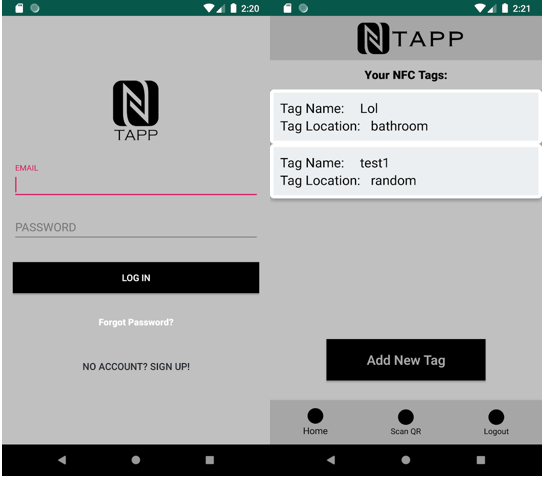 2:20
TAPP
EMAIL
PASSWORD
LOG IN
Forgot Password?
NO ACCOUNT? SIGN UP!
2:21
TAPP
Your NFC Tags:
Tag Name: Lol
Tag Location: bathroom
Tag Name: test1
Tag Location: random
Add New Tag
Home Scan QR Logout